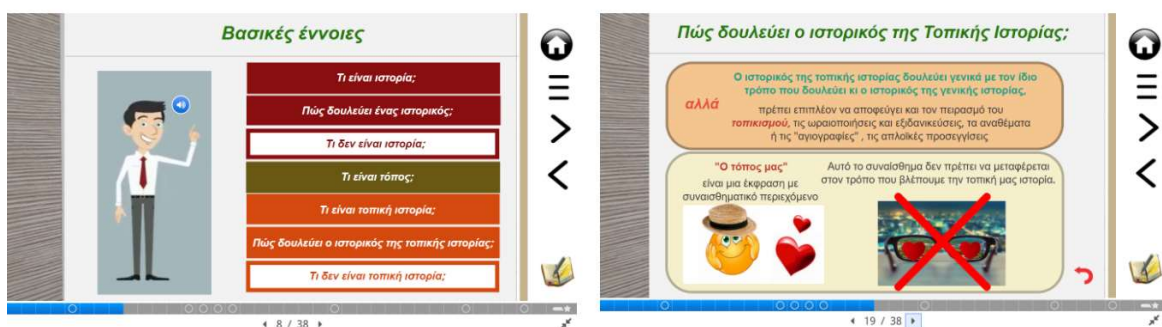 Βασικές έννοιες
Τι είναι ιστορία;
Πώς δουλεύει ένας ιστορικός;
Τι δεν είναι ιστορία;
Τι είναι τόπος;
Τι είναι τοπική ιστορία;
Πώς δουλεύει ο ιστορικός της τοπικής ιστορίας;
Τι δεν είναι τοπική ιστορία;
8 / 38
Πώς δουλεύει ο ιστορικός της Τοπικής Ιστορίας;
Ο ιστορικός της τοπικής ιστορίας δουλεύει γενικά με τον ίδιο
τρόπο που δουλεύει κι ο ιστορικός της γενικής ιστορίας,
αλλά
πρέπει επιπλέον να αποφεύγει και τον πειρασμό του
τοπικισμού, τις ωραιοποιήσεις και εξιδανικεύσεις, τα αναθέματα
ή τις "αγιογραφίες" , τις απλοϊκές προσεγγίσεις
"Ο τόπος μας"
είναι μια έκφραση με
συναισθηματικό περιεχόμενο
Αυτό το συναίσθημα δεν πρέπει να μεταφέρεται
στον τρόπο που βλέπουμε την τοπική μας ιστορία.
19 / 38